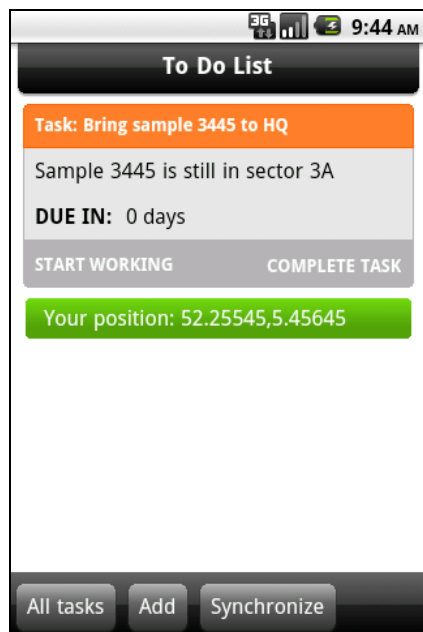 3G 9:44 AM
To Do List
Task: Bring sample 3445 to HQ
Sample 3445 is still in sector 3A
DUE IN: 0 days
START WORKING COMPLETE TASK
Your position: 52.25545,5.45645
All tasks Add Synchronize